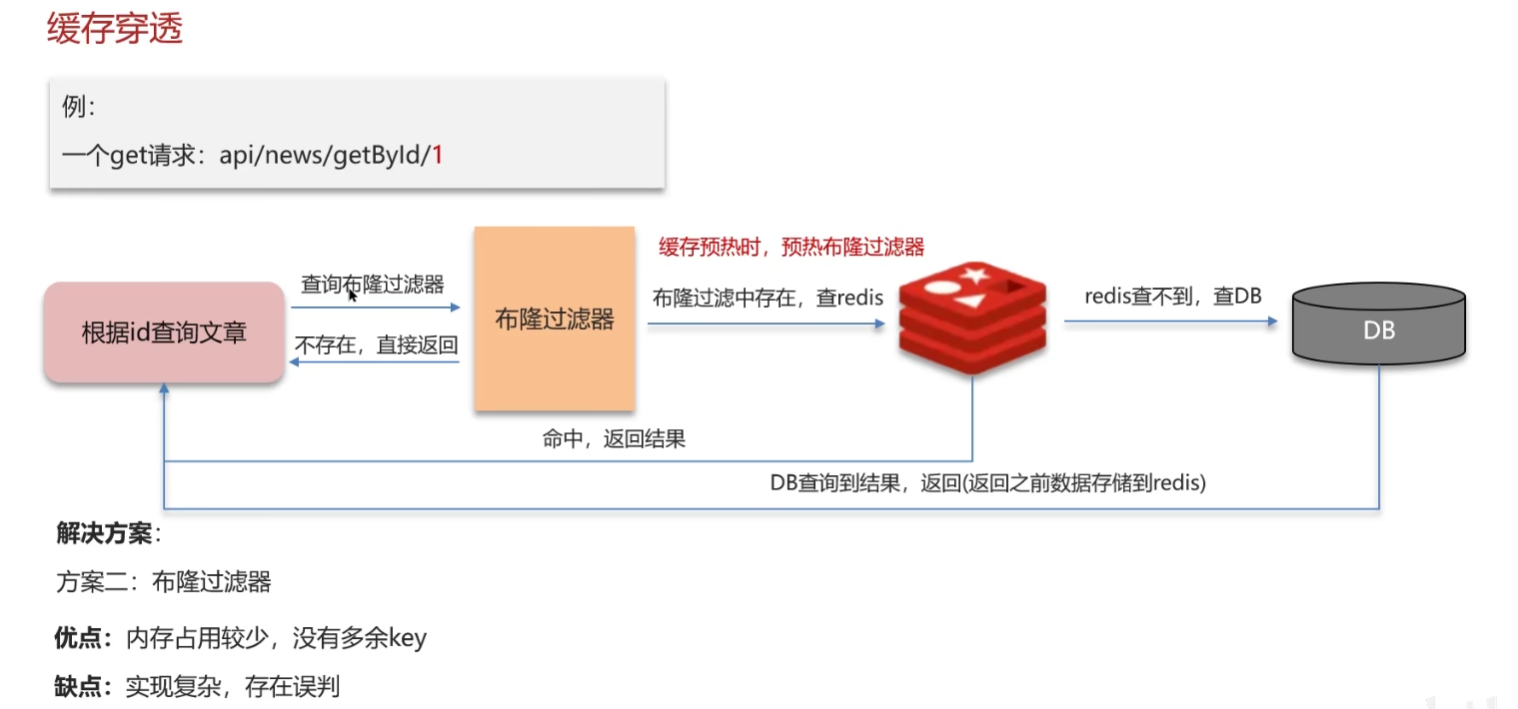 缓存穿透
例：
一个get请求：api/news/getById/1
缓存预热时，预热布隆过滤器
查询布隆过滤器
布隆过滤中存在，查redis
redis查不到，查DB
根据id查询文章
布隆过滤器
DB
不存在，直接返回
命中，返回结果
DB查询到结果，返回(返回之前数据存储到redis)
解决方案：
方案二：布隆过滤器
优点：内存占用较少，没有多余key
缺点：实现复杂，存在误判